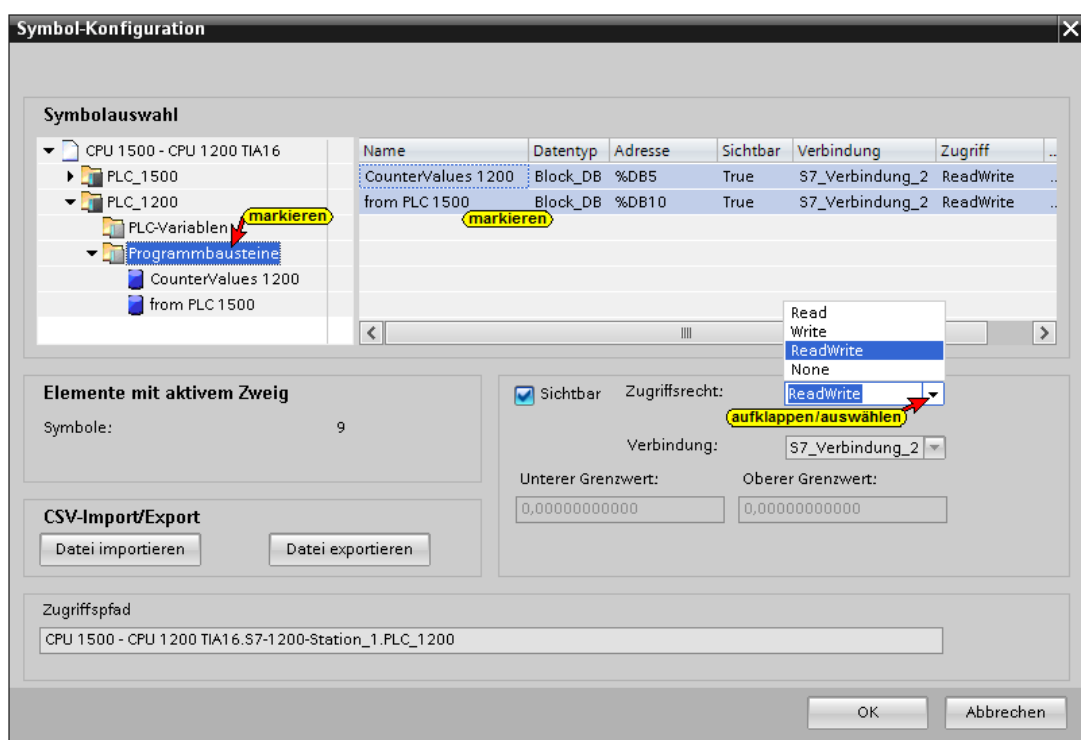 Symbol-Konfiguration
Symbolauswahl
CPU 1500 - CPU 1200 TIA16
PLC_1500
PLC_1200
markieren
PLC-Variablen
Programmbausteine
CounterValues 1200
from PLC 1500
Name Datentyp Adresse Sichtbar Verbindung Zugriff ..
CounterValues 1200 Block_DB %DB5 True S7_Verbindung_2 ReadWrite ..
from PLC 1500 Block_DB %DB10 True S7_Verbindung_2 ReadWrite ..
markieren
Read
Write
ReadWrite
None
Elemente mit aktivem Zweig
Symbole: 9
Sichtbar Zugriffsrecht: ReadWrite
aufklappen/auswählen
Verbindung: S7_Verbindung_2
Unterer Grenzwert: Oberer Grenzwert:
0,00000000000 0,00000000000
CSV-Import/Export
Datei importieren Datei exportieren
Zugriffspfad
CPU 1500 - CPU 1200 TIA16.S7-1200-Station_1.PLC_1200
OK Abbrechen